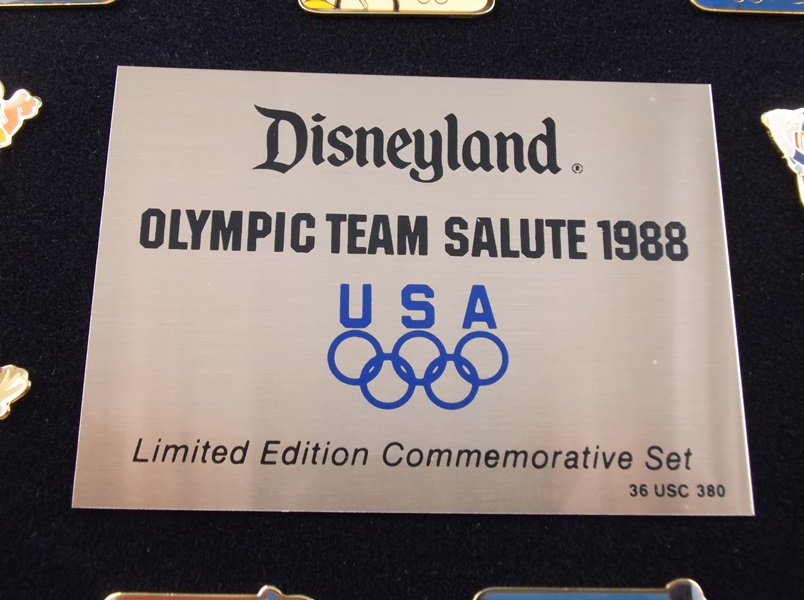 Disneyland®
OLYMPIC TEAM SALUTE 1988
USA
Limited Edition Commemorative Set
36 USC 380